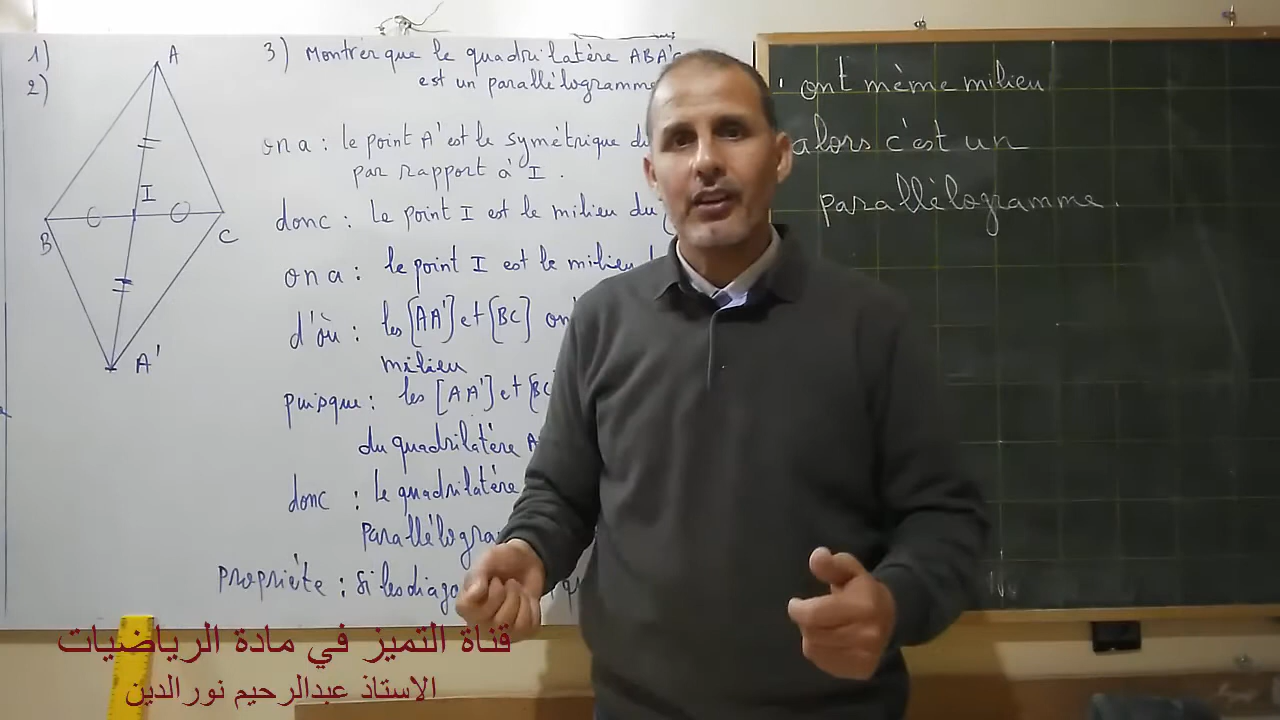 1)
2)
A
I
B
C
A'
3) Montrer que le quadrilatère ABA'C
est un parallélogramme
on a : le point A' est le symétrique du
par rapport à I .
donc : Le point I est le milieu du [
on a : le point I est le milieu
d'où : les [AA'] et [BC] ont
milieu
puisque : les [AA'] et [BC
du quadrilatère A
donc : le quadrilatère
Parallélogra
propriète : Si les diago
ont même milieu
alors c'est un
parallélogramme.
قناة التميز في مادة الرياضيات
الاستاذ عبدالرحيم نورالدين